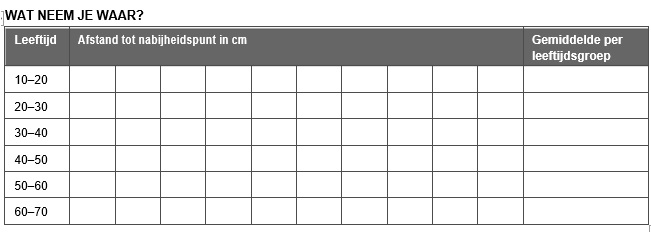 WAT NEEM JE WAAR?
Leeftijd Afstand tot nabijheidspunt in cm Gemiddelde per
leeftijdsgroep
10–20
20–30
30–40
40–50
50–60
60–70